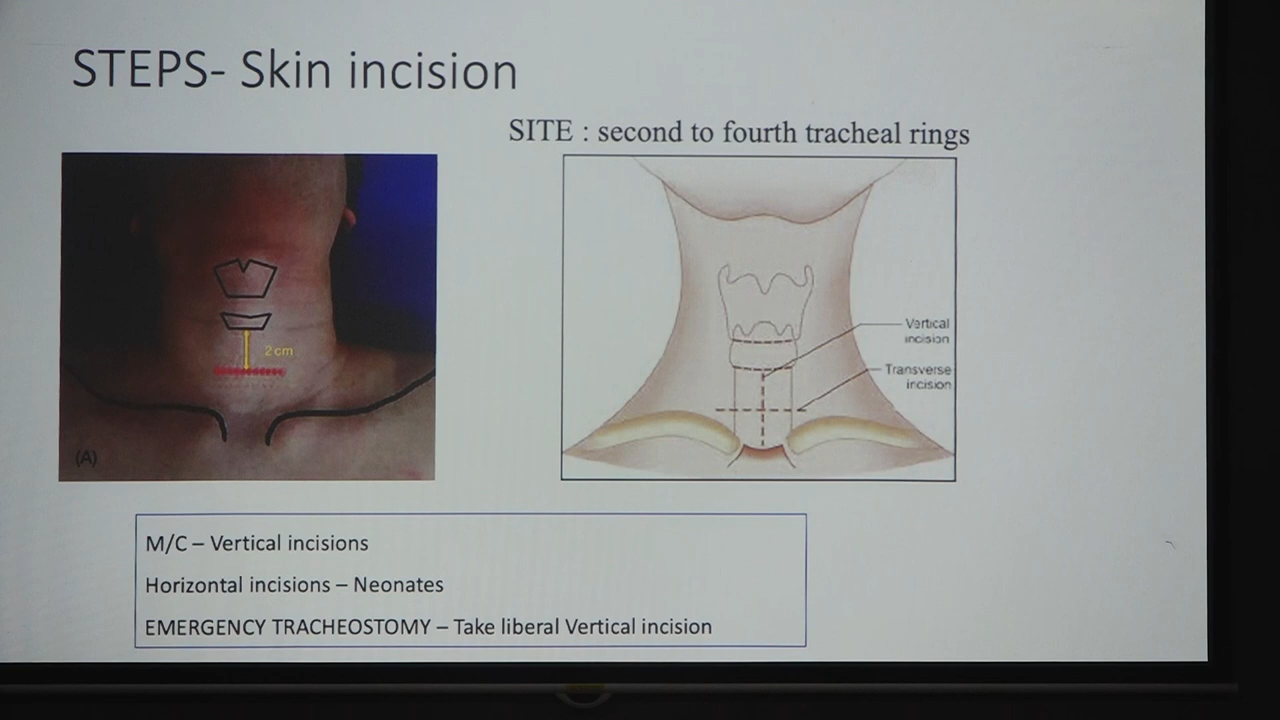 STEPS- Skin incision
SITE : second to fourth tracheal rings
2 cm
(A)
Vertical
incision
Transverse
incision
M/C – Vertical incisions
Horizontal incisions – Neonates
EMERGENCY TRACHEOSTOMY – Take liberal Vertical incision